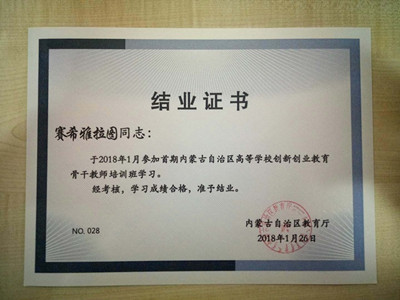 结业证书
赛希雅拉图同志：
于2018年1月参加首期内蒙古自治区高等学校创新创业教育
骨干教师培训班学习。
经考核，学习成绩合格，准予结业。
NO. 028
内蒙古自治区教育厅
2018年1月26日